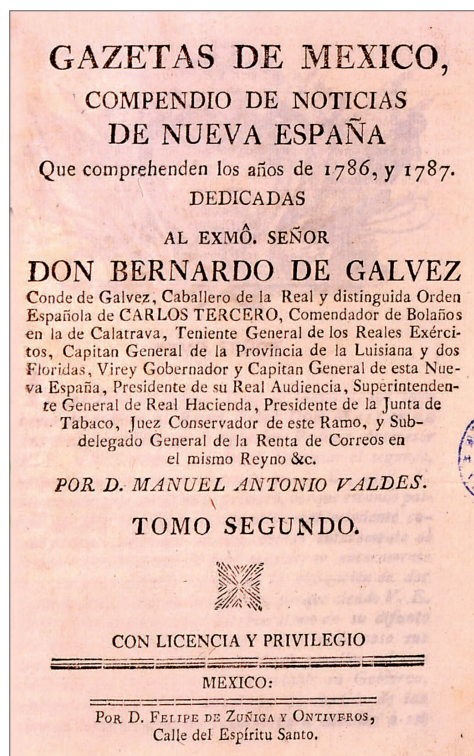 GAZETAS DE MEXICO,
COMPENDIO DE NOTICIAS
DE NUEVA ESPAÑA
Que comprehenden los años de 1786, y 1787.
DEDICADAS
AL EXMÔ. SEÑOR
DON BERNARDO DE GALVEZ
Conde de Galvez, Caballero de la Real y distinguida Orden
Española de CARLOS TERCERO, Comendador de Bolaños
en la de Calatrava, Teniente General de los Reales Exérci-
tos, Capitan General de la Provincia de la Luisiana y dos
Floridas, Virey Gobernador y Capitan General de esta Nue-
va España, Presidente de su Real Audiencia, Superintenden-
te General de Real Hacienda, Presidente de la Junta de
Tabaco, Juez Conservador de este Ramo, y Sub-
delegado General de la Renta de Correos en
el mismo Reyno &c.
POR D. MANUEL ANTONIO VALDES.
TOMO SEGUNDO.
CON LICENCIA Y PRIVILEGIO
MEXICO:
POR D. FELIPE DE ZUÑIGA Y ONTIVEROS,
Calle del Espíritu Santo.